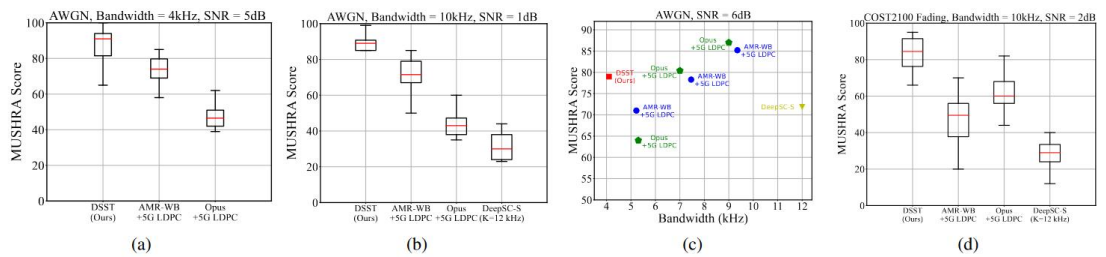 AWGN, Bandwidth = 4kHz, SNR = 5dB
MUSHRA Score
100
80
60
40
20
0
DSST
(Ours)
AMR-WB
+5G LDPC
Opus
+5G LDPC
(a)
AWGN, Bandwidth = 10kHz, SNR = 1dB
MUSHRA Score
100
80
60
40
20
0
DSST
(Ours)
AMR-WB
+5G LDPC
Opus
+5G LDPC
DeepSC-S
(K=12 kHz)
(b)
AWGN, SNR = 6dB
MUSHRA Score
90
85
80
75
70
65
60
55
50
Opus
+5G LDPC
AMR-WB
+5G LDPC
DSST
(Ours)
Opus
+5G LDPC
AMR-WB
+5G LDPC
DeepSC-S
AMR-WB
+5G LDPC
Opus
+5G LDPC
4 5 6 7 8 9 10 11 12
Bandwidth (kHz)
(c)
COST2100 Fading, Bandwidth = 10kHz, SNR = 2dB
MUSHRA Score
100
80
60
40
20
0
DSST
(Ours)
AMR-WB
+5G LDPC
Opus
+5G LDPC
DeepSC-S
(K=12 kHz)
(d)